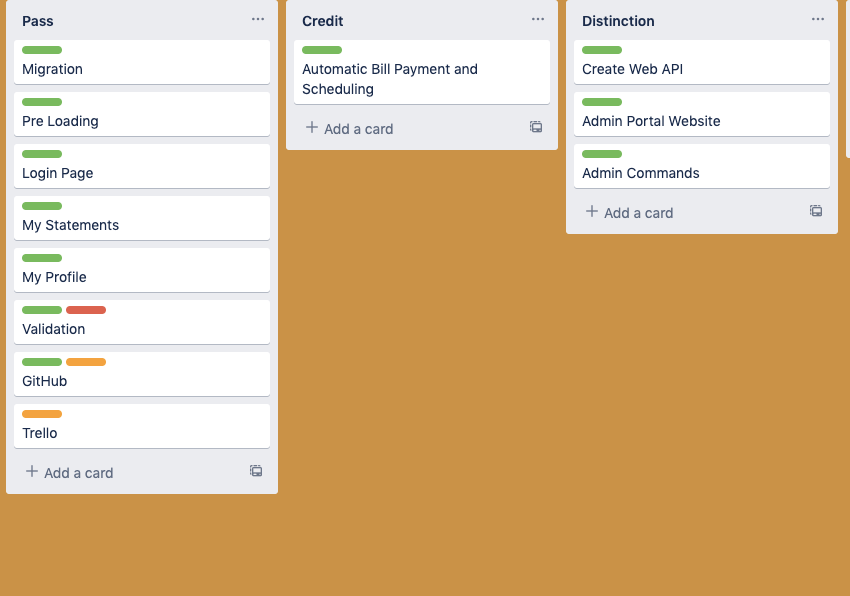 Pass
Migration
Pre Loading
Login Page
My Statements
My Profile
Validation
GitHub
Trello
Add a card
Credit
Automatic Bill Payment and
Scheduling
Add a card
Distinction
Create Web API
Admin Portal Website
Admin Commands
Add a card